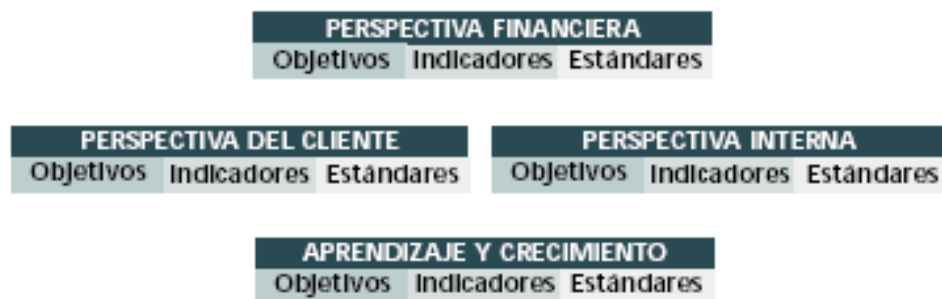 PERSPECTIVA FINANCIERA
Objetivos Indicadores Estándares
PERSPECTIVA DEL CLIENTE
Objetivos Indicadores Estándares
PERSPECTIVA INTERNA
Objetivos Indicadores Estándares
APRENDIZAJE Y CRECIMIENTO
Objetivos Indicadores Estándares